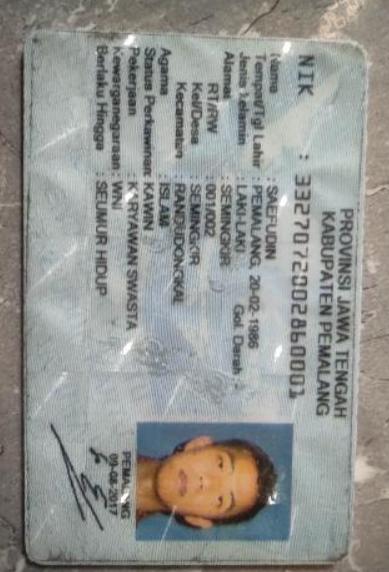 PROVINSI JAWA TENGAH
KABUPATEN PEMALANG
NIK : 3327072002860001
Nama : SAEFUDIN
Tempat/Tgl Lahir : PEMALANG, 20-02-1986
Jenis kelamin : LAKI-LAKI Gol. Darah :-
Alamat : SEMINGKIR
RT/RW : 001/002
Kel/Desa : SEMINGKIR
Kecamatan : RANDUDONGKAL
Agama : ISLAM
Status Perkawinan: KAWIN
Pekerjaan : KARYAWAN SWASTA
Kewarganegaraan : WNI
Berlaku Hingga : SEUMUR HIDUP
PEMALANG
09-08-2017